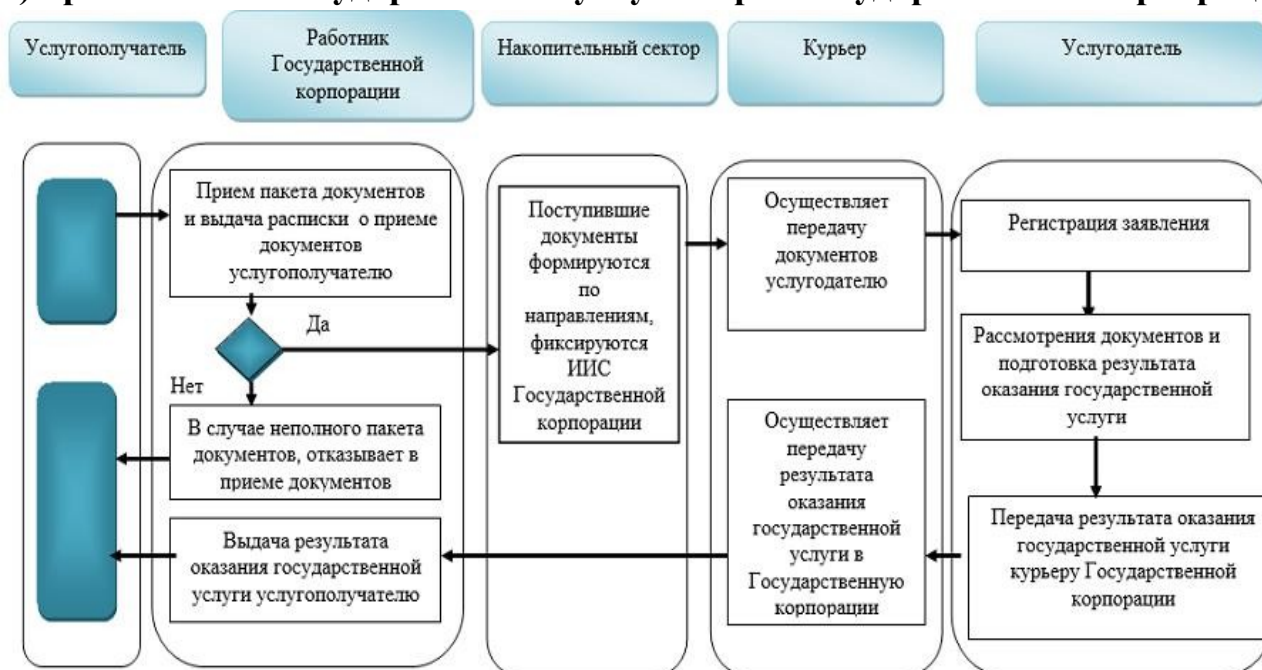 Услугополучатель
Работник
Государственной
корпорации
Накопительный сектор
Курьер
Услугодатель
Прием пакета документов
и выдача расписки о приеме
документов
услугополучателю
Да
Нет
В случае неполного пакета
документов, отказывает в
приеме документов
Выдача результата
оказания государственной
услуги услугополучателю
Поступившие
документы
формируются
по
направлениям,
фиксируются
ИИС
Государственной
корпорации
Осуществляет
передачу
документов
услугодателю
Осуществляет
передачу
результата
оказания
государственной
услуги в
Государственную
корпорации
Регистрация заявления
Рассмотрения документов и
подготовка результата
оказания государственной
услуги
Передача результата оказания
государственной услуги
курьеру Государственной
корпорации